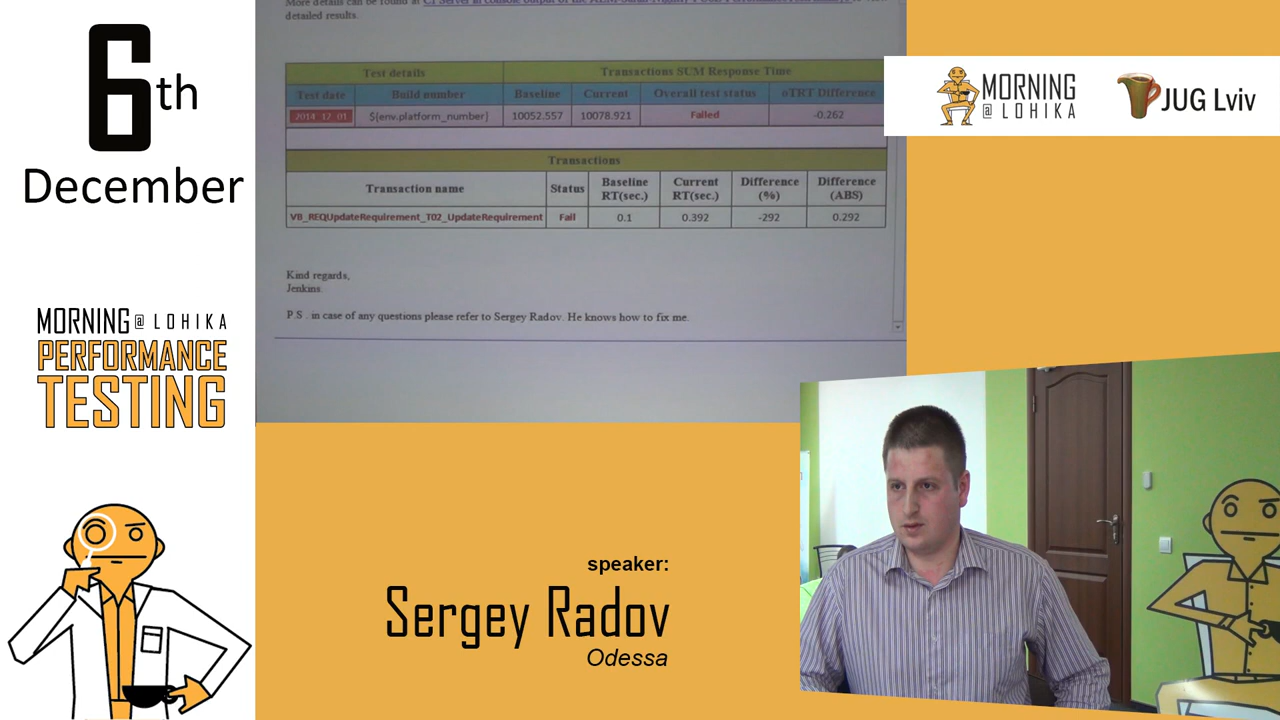 6th
December
MORNING @ LOHIKA
PERFORMANCE
TESTING
detailed results.
Test details
Transactions SUM Response Time
Test date Build number Baseline Current Overall test status oTRT Difference
2014-12-01 ${env.platform_number} 10052.557 10078.921 Failed -0.262
Transactions
Transaction name Status Baseline RT(sec.) Current RT(sec.) Difference (%) Difference (ABS)
VB_REQUpdateRequirement_T02_UpdateRequirement Fail 0.1 0.392 -292 0.292
Kind regards,
Jenkins.
P.S. in case of any questions please refer to Sergey Radov. He knows how to fix me.
MORNING
@ LOHIKA
JUG Lviv
speaker:
Sergey Radov
Odessa